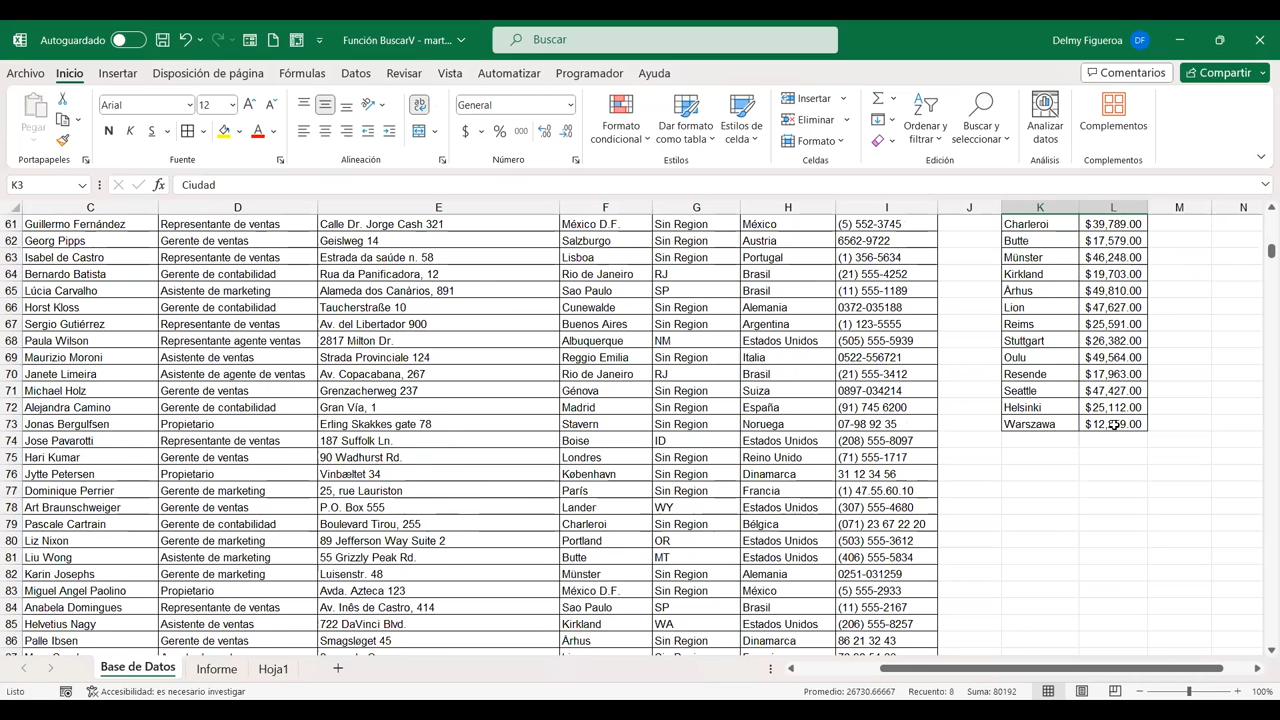 Autoguardado Función BuscarV - mart... Buscar Delmy Figueroa DF
Archivo Inicio Insertar Disposición de página Fórmulas Datos Revisar Vista Automatizar Programador Ayuda Comentarios Compartir
Pegar Arial 12 General Formato condicional Dar formato como tabla Estilos de celda Insertar Eliminar Formato Ordenar y filtrar Buscar y seleccionar Analizar datos Complementos
N K S $ % 000
Portapapeles Fuente Alineación Número Estilos Celdas Edición Análisis Complementos
K3 fx Ciudad
C D E F G H I J K L M N
61 Guillermo Fernández Representante de ventas Calle Dr. Jorge Cash 321 México D.F. Sin Region México (5) 552-3745 Charleroi $ 39,789.00
62 Georg Pipps Gerente de ventas Geislweg 14 Salzburgo Sin Region Austria 6562-9722 Butte $ 17,579.00
63 Isabel de Castro Representante de ventas Estrada da saúde n. 58 Lisboa Sin Region Portugal (1) 356-5634 Münster $ 46,248.00
64 Bernardo Batista Gerente de contabilidad Rua da Panificadora, 12 Rio de Janeiro RJ Brasil (21) 555-4252 Kirkland $ 19,703.00
65 Lúcia Carvalho Asistente de marketing Alameda dos Canários, 891 Sao Paulo SP Brasil (11) 555-1189 Århus $ 49,810.00
66 Horst Kloss Gerente de contabilidad Taucherstraße 10 Cunewalde Sin Region Alemania 0372-035188 Lion $ 47,627.00
67 Sergio Gutiérrez Representante de ventas Av. del Libertador 900 Buenos Aires Sin Region Argentina (1) 123-5555 Reims $ 25,591.00
68 Paula Wilson Representante agente ventas 2817 Milton Dr. Albuquerque NM Estados Unidos (505) 555-5939 Stuttgart $ 26,382.00
69 Maurizio Moroni Asistente de ventas Strada Provinciale 124 Reggio Emilia Sin Region Italia 0522-556721 Oulu $ 49,564.00
70 Janete Limeira Asistente de agente de ventas Av. Copacabana, 267 Rio de Janeiro RJ Brasil (21) 555-3412 Resende $ 17,963.00
71 Michael Holz Gerente de ventas Grenzacherweg 237 Génova Sin Region Suiza 0897-034214 Seattle $ 47,427.00
72 Alejandra Camino Gerente de contabilidad Gran Vía, 1 Madrid Sin Region España (91) 745 6200 Helsinki $ 25,112.00
73 Jonas Bergulfsen Propietario Erling Skakkes gate 78 Stavern Sin Region Noruega 07-98 92 35 Warszawa
74 Jose Pavarotti Representante de ventas 187 Suffolk Ln. Boise ID Estados Unidos (208) 555-8097
75 Hari Kumar Gerente de ventas 90 Wadhurst Rd. Londres Sin Region Reino Unido (71) 555-1717
76 Jytte Petersen Propietario Vinbæltet 34 København Sin Region Dinamarca 31 12 34 56
77 Dominique Perrier Gerente de marketing 25, rue Lauriston París Sin Region Francia (1) 47.55.60.10
78 Art Braunschweiger Gerente de ventas P.O. Box 555 Lander WY Estados Unidos (307) 555-4680
79 Pascale Cartrain Gerente de contabilidad Boulevard Tirou, 255 Charleroi Sin Region Bélgica (071) 23 67 22 20
80 Liz Nixon Gerente de marketing 89 Jefferson Way Suite 2 Portland OR Estados Unidos (503) 555-3612
81 Liu Wong Asistente de marketing 55 Grizzly Peak Rd. Butte MT Estados Unidos (406) 555-5834
82 Karin Josephs Gerente de marketing Luisenstr. 48 Münster Sin Region Alemania 0251-031259
83 Miguel Angel Paolino Propietario Avda. Azteca 123 México D.F. Sin Region México (5) 555-2933
84 Anabela Domingues Representante de ventas Av. Inês de Castro, 414 Sao Paulo SP Brasil (11) 555-2167
85 Helvetius Nagy Asistente de ventas 722 DaVinci Blvd. Kirkland WA Estados Unidos (206) 555-8257
86 Palle Ibsen Gerente de ventas Smagsløget 45 Århus Sin Region Dinamarca 86 21 32 43
Base de Datos Informe Hoja1
Listo Accesibilidad: es necesario investigar Promedio: 26730.66667 Recuento: 8 Suma: 80192 100%